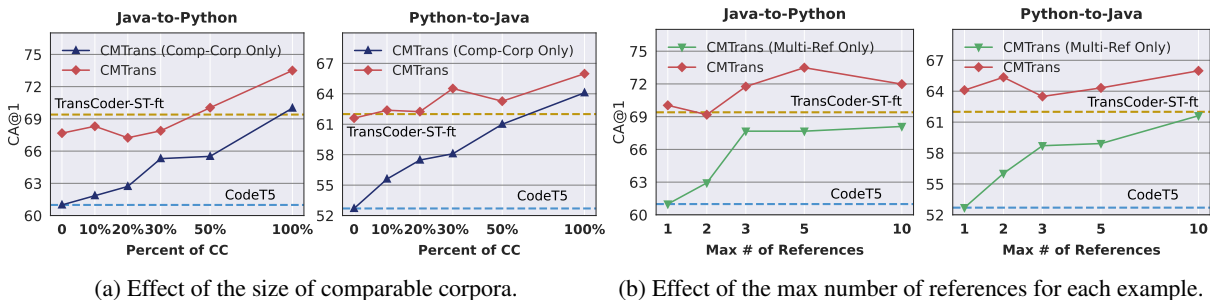 Java-to-Python
CA@1
75
72
69
66
63
60
CMTrans (Comp-Corp Only)
CMTrans
TransCoder-ST-ft
CodeT5
0 10% 20% 30% 50% 100%
Percent of CC
Python-to-Java
67
64
61
58
55
52
CMTrans (Comp-Corp Only)
CMTrans
TransCoder-ST-ft
CodeT5
0 10% 20% 30% 50% 100%
Percent of CC
(a) Effect of the size of comparable corpora.
Java-to-Python
CA@1
75
72
69
66
63
60
CMTrans (Multi-Ref Only)
CMTrans
TransCoder-ST-ft
CodeT5
1 2 3 5 10
Max # of References
Python-to-Java
67
64
61
58
55
52
CMTrans (Multi-Ref Only)
CMTrans
TransCoder-ST-ft
CodeT5
1 2 3 5 10
Max # of References
(b) Effect of the max number of references for each example.